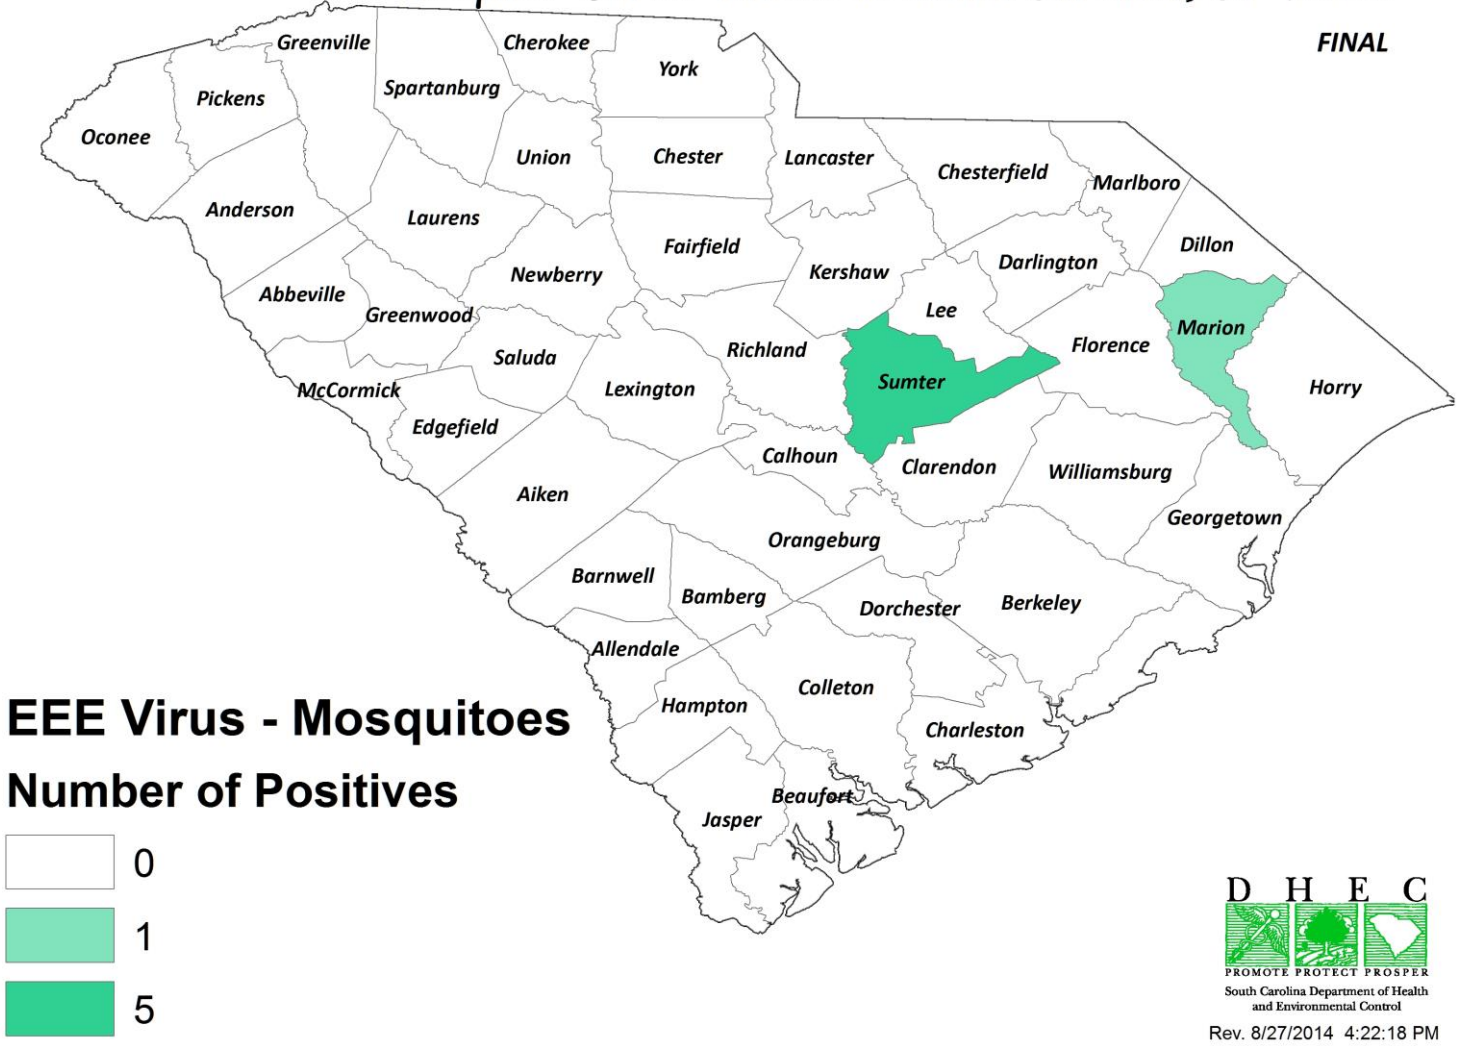 FINAL
Greenville
Cherokee
York
Spartanburg
Pickens
Oconee
Union
Chester
Lancaster
Chesterfield
Marlboro
Anderson
Laurens
Fairfield
Dillon
Newberry
Kershaw
Darlington
Abbeville
Greenwood
Lee
Marion
Saluda
Richland
Florence
McCormick
Lexington
Sumter
Horry
Edgefield
Calhoun
Clarendon
Williamsburg
Aiken
Georgetown
Orangeburg
Barnwell
Bamberg
Dorchester
Berkeley
Allendale
Colleton
Hampton
Charleston
Beaufort
Jasper
EEE Virus - Mosquitoes
Number of Positives
0
1
5
D H E C
PROMOTE PROTECT PROSPER
South Carolina Department of Health
and Environmental Control
Rev. 8/27/2014 4:22:18 PM